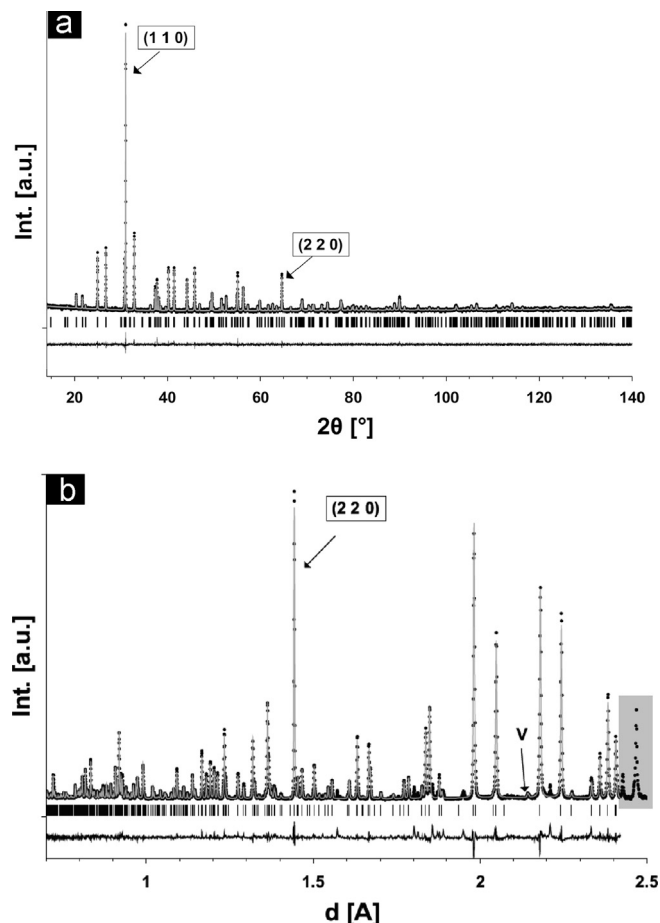 a
(1 1 0)
(2 2 0)
Int. [a.u.]
20 40 60 80 100 120 140
2θ [°]
b
(2 2 0)
V
Int. [a.u.]
1 1.5 2 2.5
d [A]